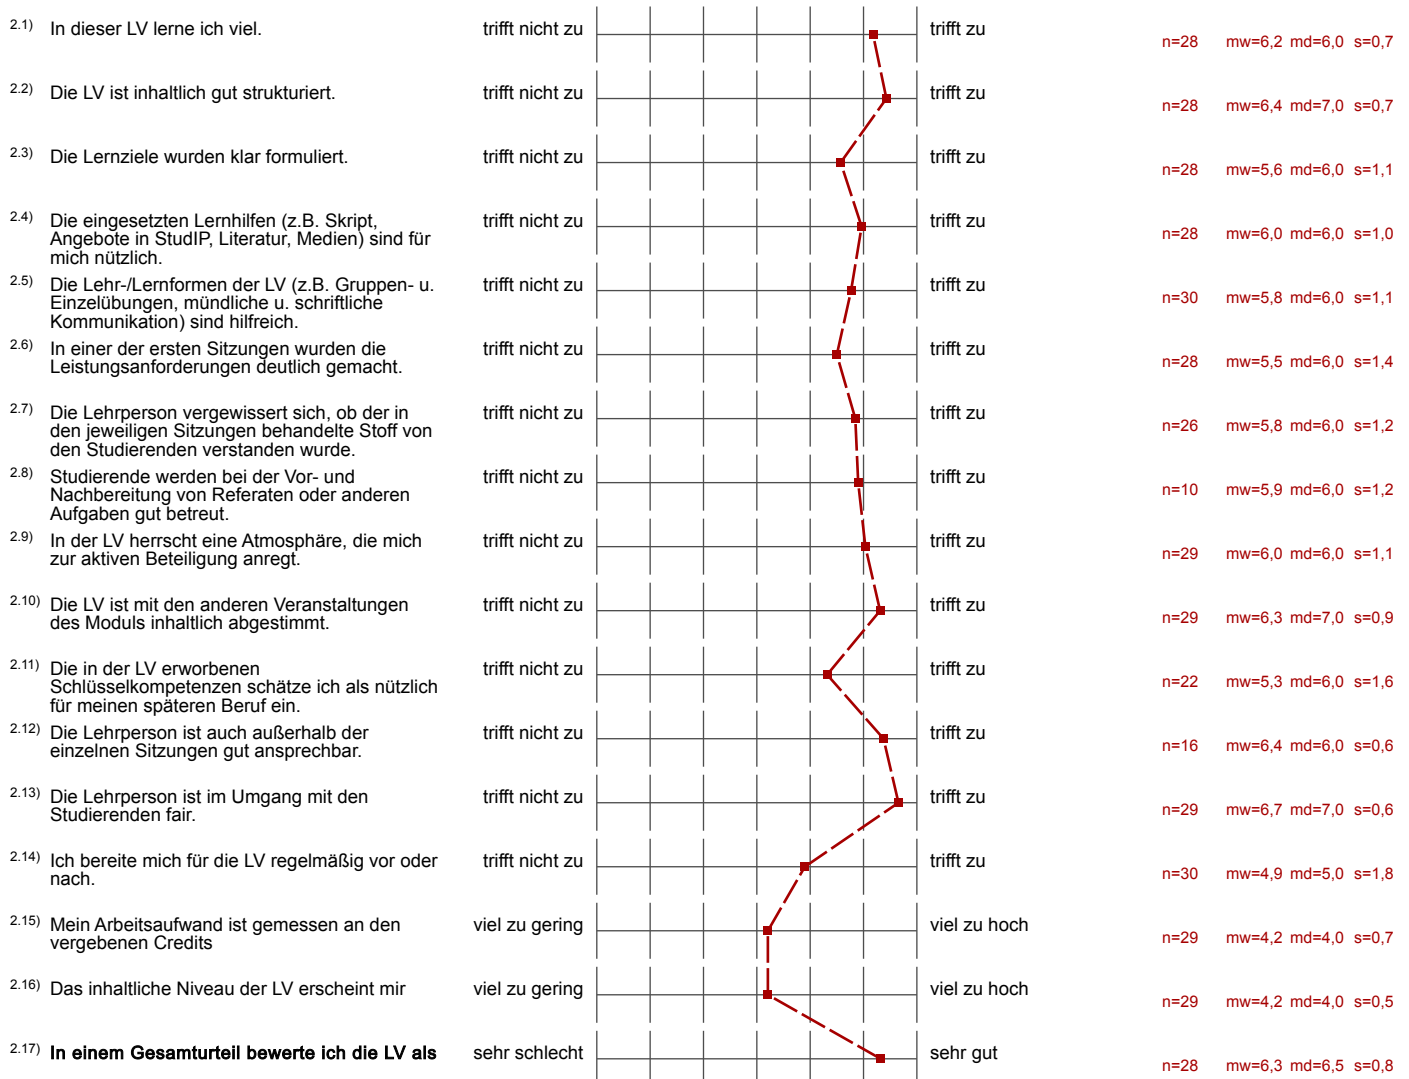 2.1) In dieser LV lerne ich viel. trifft nicht zu trifft zu n=28 mw=6,2 md=6,0 s=0,7
2.2) Die LV ist inhaltlich gut strukturiert. trifft nicht zu trifft zu n=28 mw=6,4 md=7,0 s=0,7
2.3) Die Lernziele wurden klar formuliert. trifft nicht zu trifft zu n=28 mw=5,6 md=6,0 s=1,1
2.4) Die eingesetzten Lernhilfen (z.B. Skript, trifft nicht zu trifft zu n=28 mw=6,0 md=6,0 s=1,0
Angebote in StudIP, Literatur, Medien) sind für
mich nützlich.
2.5) Die Lehr-/Lernformen der LV (z.B. Gruppen- u. trifft nicht zu trifft zu n=30 mw=5,8 md=6,0 s=1,1
Einzelübungen, mündliche u. schriftliche
Kommunikation) sind hilfreich.
2.6) In einer der ersten Sitzungen wurden die trifft nicht zu trifft zu n=28 mw=5,5 md=6,0 s=1,4
Leistungsanforderungen deutlich gemacht.
2.7) Die Lehrperson vergewissert sich, ob der in trifft nicht zu trifft zu n=26 mw=5,8 md=6,0 s=1,2
den jeweiligen Sitzungen behandelte Stoff von
den Studierenden verstanden wurde.
2.8) Studierende werden bei der Vor- und trifft nicht zu trifft zu n=10 mw=5,9 md=6,0 s=1,2
Nachbereitung von Referaten oder anderen
Aufgaben gut betreut.
2.9) In der LV herrscht eine Atmosphäre, die mich trifft nicht zu trifft zu n=29 mw=6,0 md=6,0 s=1,1
zur aktiven Beteiligung anregt.
2.10) Die LV ist mit den anderen Veranstaltungen trifft nicht zu trifft zu n=29 mw=6,3 md=7,0 s=0,9
des Moduls inhaltlich abgestimmt.
2.11) Die in der LV erworbenen trifft nicht zu trifft zu n=22 mw=5,3 md=6,0 s=1,6
Schlüsselkompetenzen schätze ich als nützlich
für meinen späteren Beruf ein.
2.12) Die Lehrperson ist auch außerhalb der trifft nicht zu trifft zu n=16 mw=6,4 md=6,0 s=0,6
einzelnen Sitzungen gut ansprechbar.
2.13) Die Lehrperson ist im Umgang mit den trifft nicht zu trifft zu n=29 mw=6,7 md=7,0 s=0,6
Studierenden fair.
2.14) Ich bereite mich für die LV regelmäßig vor oder trifft nicht zu trifft zu n=30 mw=4,9 md=5,0 s=1,8
nach.
2.15) Mein Arbeitsaufwand ist gemessen an den viel zu gering viel zu hoch n=29 mw=4,2 md=4,0 s=0,7
vergebenen Credits
2.16) Das inhaltliche Niveau der LV erscheint mir viel zu gering viel zu hoch n=29 mw=4,2 md=4,0 s=0,5
2.17) In einem Gesamturteil bewerte ich die LV als sehr schlecht sehr gut n=28 mw=6,3 md=6,5 s=0,8